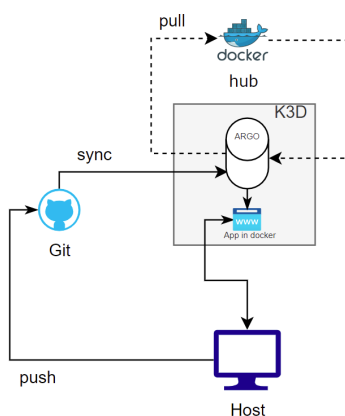 pull
docker
hub
K3D
ARGO
sync
www
App in docker
Git
push
Host